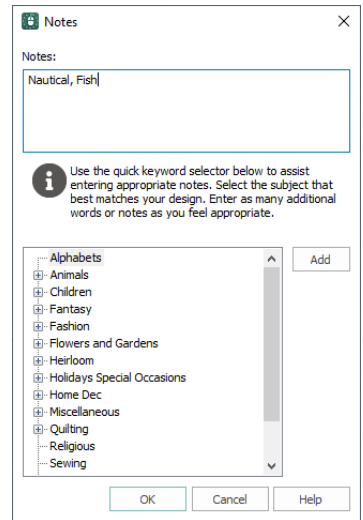 Notes
Notes:
Nautical, Fish
Use the quick keyword selector below to assist
entering appropriate notes. Select the subject that
best matches your design. Enter as many additional
words or notes as you feel appropriate.
Alphabets
Add
Animals
Children
Fantasy
Fashion
Flowers and Gardens
Heirloom
Holidays Special Occasions
Home Dec
Miscellaneous
Quilting
Religious
Sewing
OK Cancel Help